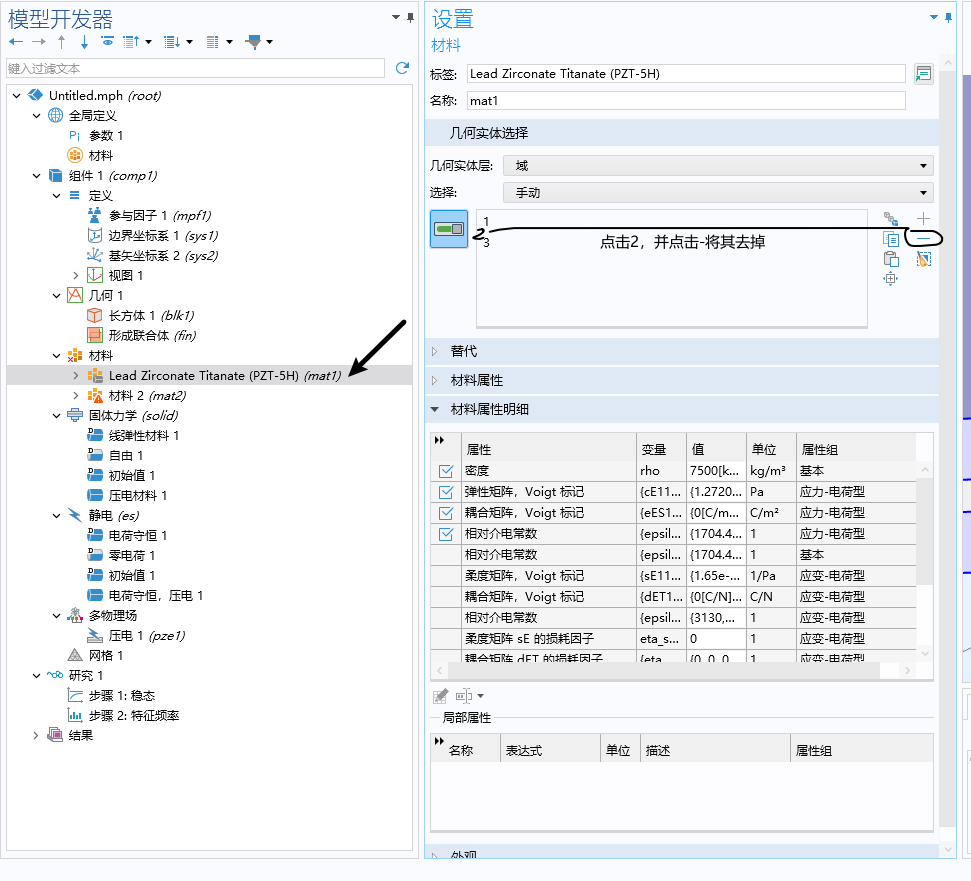 模型开发器
键入过滤文本
Untitled.mph (root)
全局定义
Pi 参数 1
材料
组件 1 (comp1)
定义
参与因子 1 (mpf1)
边界坐标系 1 (sys1)
基矢坐标系 2 (sys2)
视图 1
几何 1
长方体 1 (blk1)
形成联合体 (fin)
材料
Lead Zirconate Titanate (PZT-5H) (mat1)
材料 2 (mat2)
固体力学 (solid)
线弹性材料 1
自由 1
初始值 1
压电材料 1
静电 (es)
电荷守恒 1
零电荷 1
初始值 1
电荷守恒，压电 1
多物理场
压电 1 (pze1)
网格 1
研究 1
步骤 1: 稳态
步骤 2: 特征频率
结果
设置
材料
标签: Lead Zirconate Titanate (PZT-5H)
名称: mat1
几何实体选择
几何实体层: 域
选择: 手动
1
2
3
点击2，并点击-将其去掉
替代
材料属性
材料属性明细
属性 变量 值 单位 属性组
密度 rho 7500[k... kg/m³ 基本
弹性矩阵，Voigt 标记 {cE11... {1.2720... Pa 应力-电荷型
耦合矩阵，Voigt 标记 {eES1... {0[C/m... C/m² 应力-电荷型
相对介电常数 {epsil... {1704.4... 1 应力-电荷型
相对介电常数 {epsil... {1704.4... 1 基本
柔度矩阵，Voigt 标记 {sE11... {1.65e-... 1/Pa 应变-电荷型
耦合矩阵，Voigt 标记 {dET1... {0[C/N]... C/N 应变-电荷型
相对介电常数 {epsil... {3130,... 1 应变-电荷型
柔度矩阵 sE 的损耗因子 eta_s... 0 1 应变-电荷型
耦合矩阵 dET 的损耗因子 {eta_... {0, 0, 0... 1 应变-电荷型
局部属性
名称 表达式 单位 描述 属性组
外观